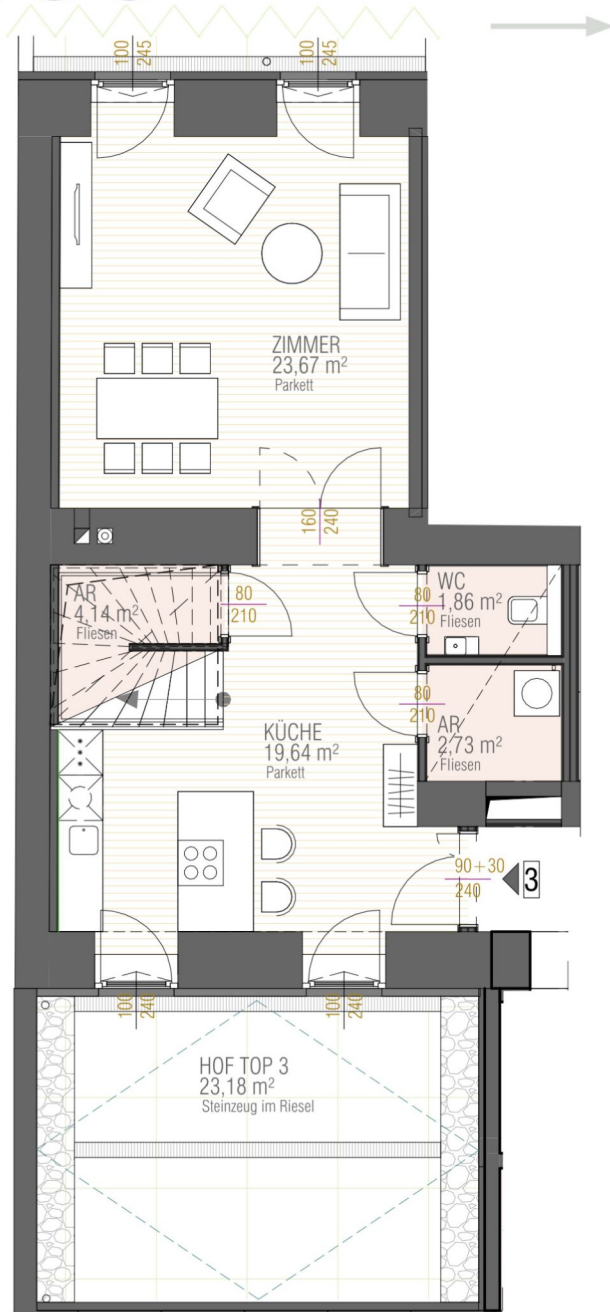 100
245
100
245
ZIMMER
23,67 m²
Parkett
160
240
AR
4,14 m²
Fliesen
80
210
80
210
WC
1,86 m²
Fliesen
80
210
AR
2,73 m²
Fliesen
KÜCHE
19,64 m²
Parkett
90+30
240
3
100
240
100
240
HOF TOP 3
23,18 m²
Steinzeug im Riesel